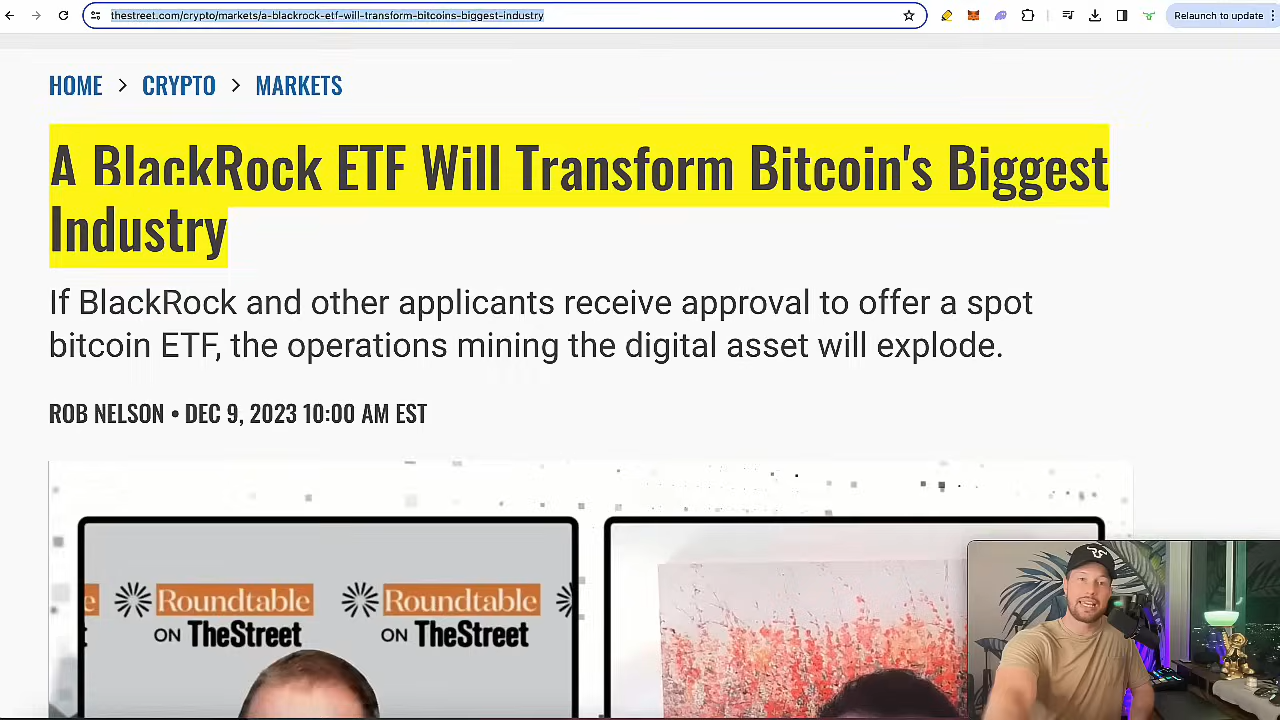 thestreet.com/crypto/markets/a-blackrock-etf-will-transform-bitcoins-biggest-industry
Relaunch to update
HOME > CRYPTO > MARKETS
A BlackRock ETF Will Transform Bitcoin's Biggest
Industry
If BlackRock and other applicants receive approval to offer a spot
bitcoin ETF, the operations mining the digital asset will explode.
ROB NELSON • DEC 9, 2023 10:00 AM EST
e Roundtable Roundtable
ON TheStreet ON TheStreet